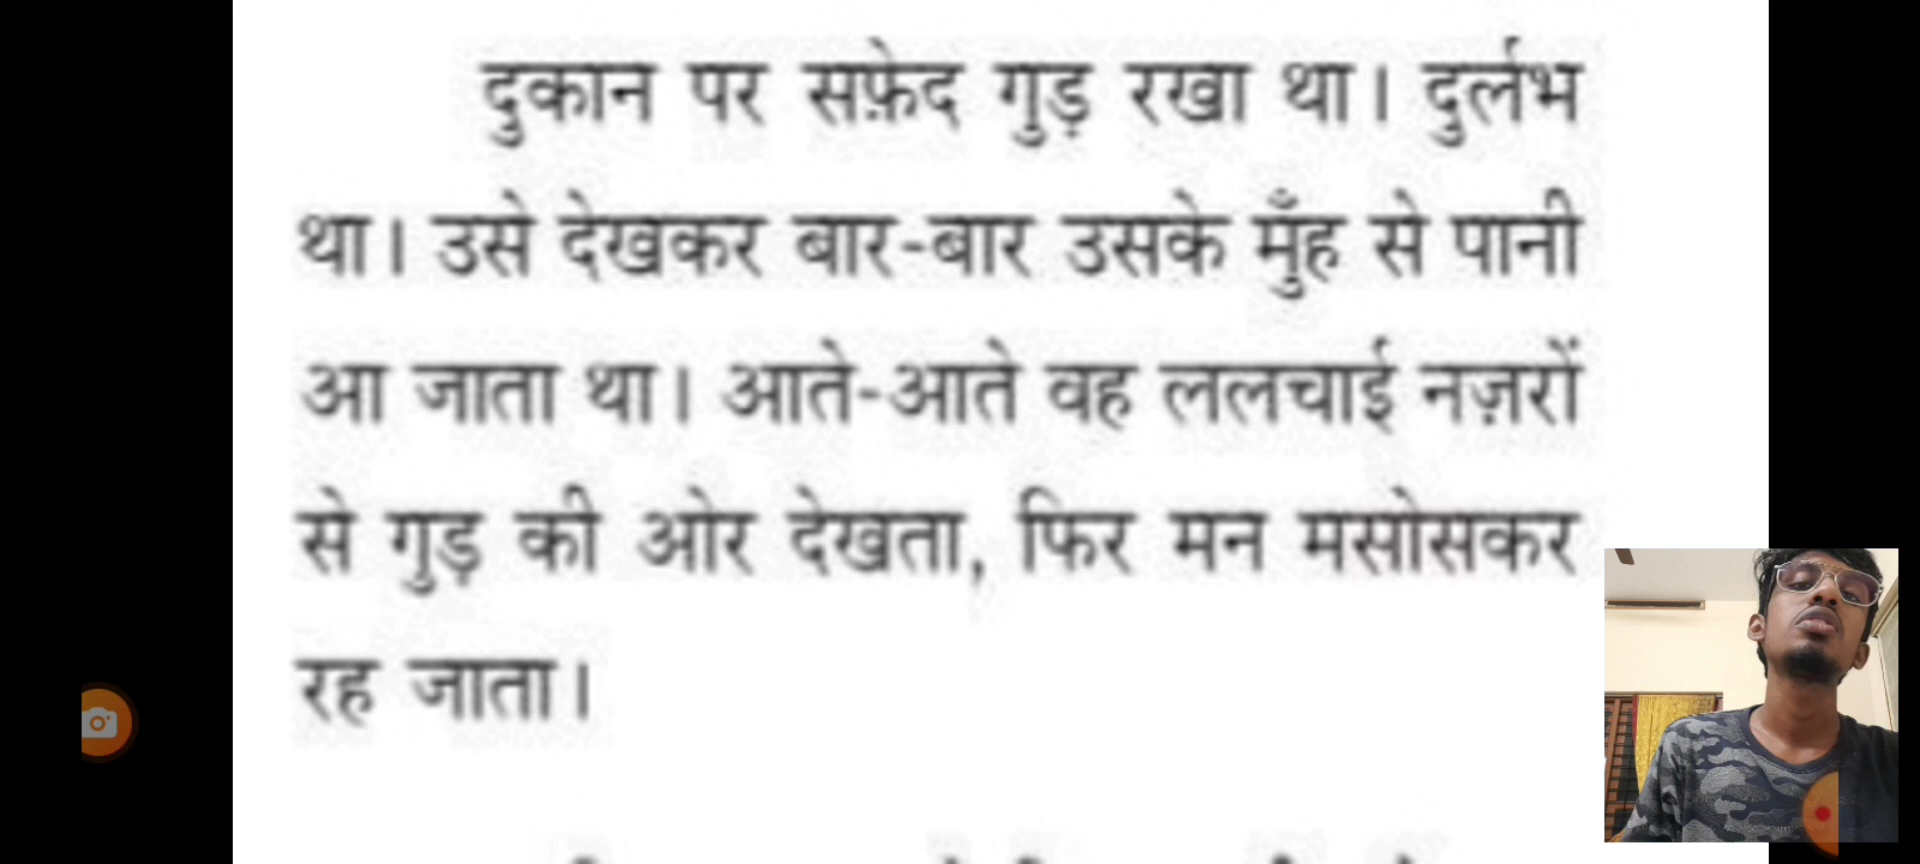 दुकान पर सफ़ेद गुड़ रखा था। दुर्लभ
था। उसे देखकर बार-बार उसके मुँह से पानी
आ जाता था। आते-आते वह ललचाई नज़रों
से गुड़ की ओर देखता, फिर मन मसोसकर
रह जाता।